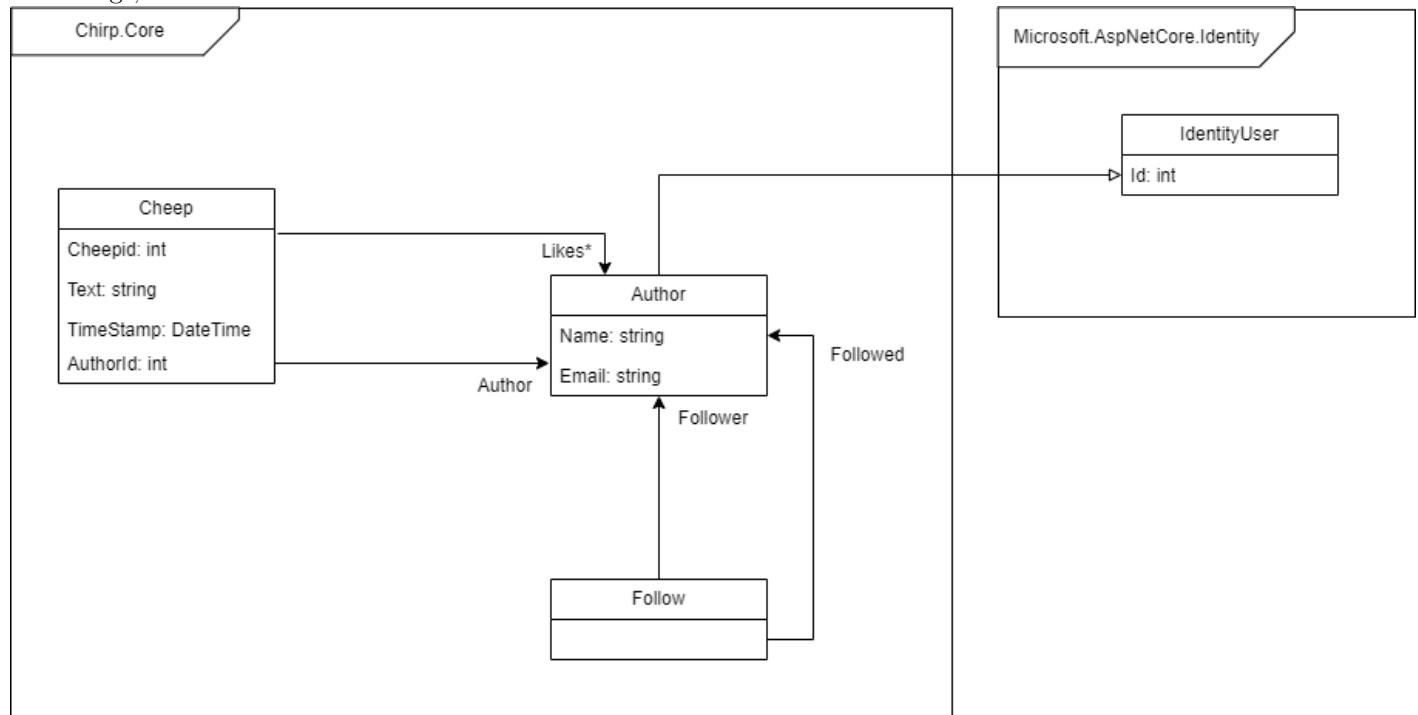 Chirp.Core
Microsoft.AspNetCore.Identity
IdentityUser
Id: int
Cheep
Cheepid: int
Text: string
TimeStamp: DateTime
AuthorId: int
Likes*
Author
Author
Name: string
Email: string
Followed
Follower
Follow